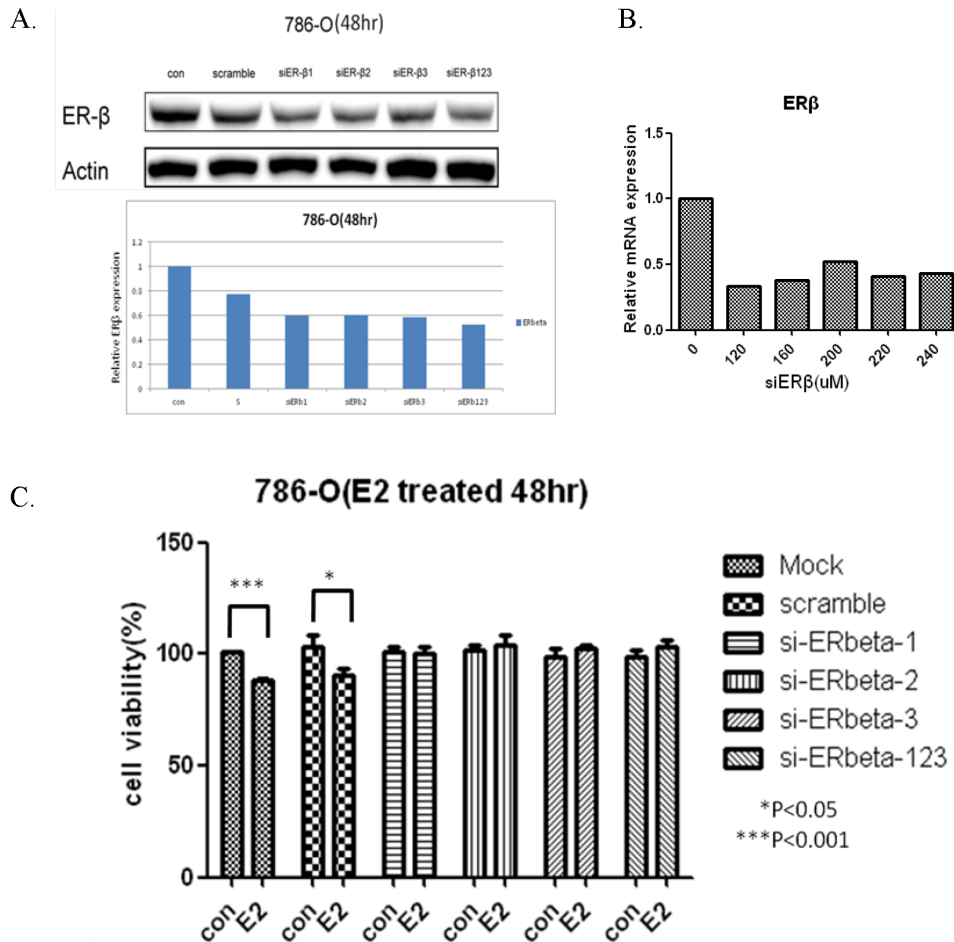 A.
786-O(48hr)
con scramble siER-β1 siER-β2 siER-β3 siER-β123
ER-β
Actin
786-O(48hr)
Relative ERβ expression
1.2
1
0.8
0.6
0.4
0.2
0
con S siERb1 siERb2 siERb3 siERb123
ERbeta
B.
ERβ
Relative mRNA expression
1.5
1.0
0.5
0.0
0 120 160 200 220 240
siERβ(uM)
C.
786-O(E2 treated 48hr)
cell viability(%)
150
100
50
0
*** *
con E2 con E2 con E2 con E2 con E2 con E2
Mock
scramble
si-ERbeta-1
si-ERbeta-2
si-ERbeta-3
si-ERbeta-123
*P<0.05
***P<0.001